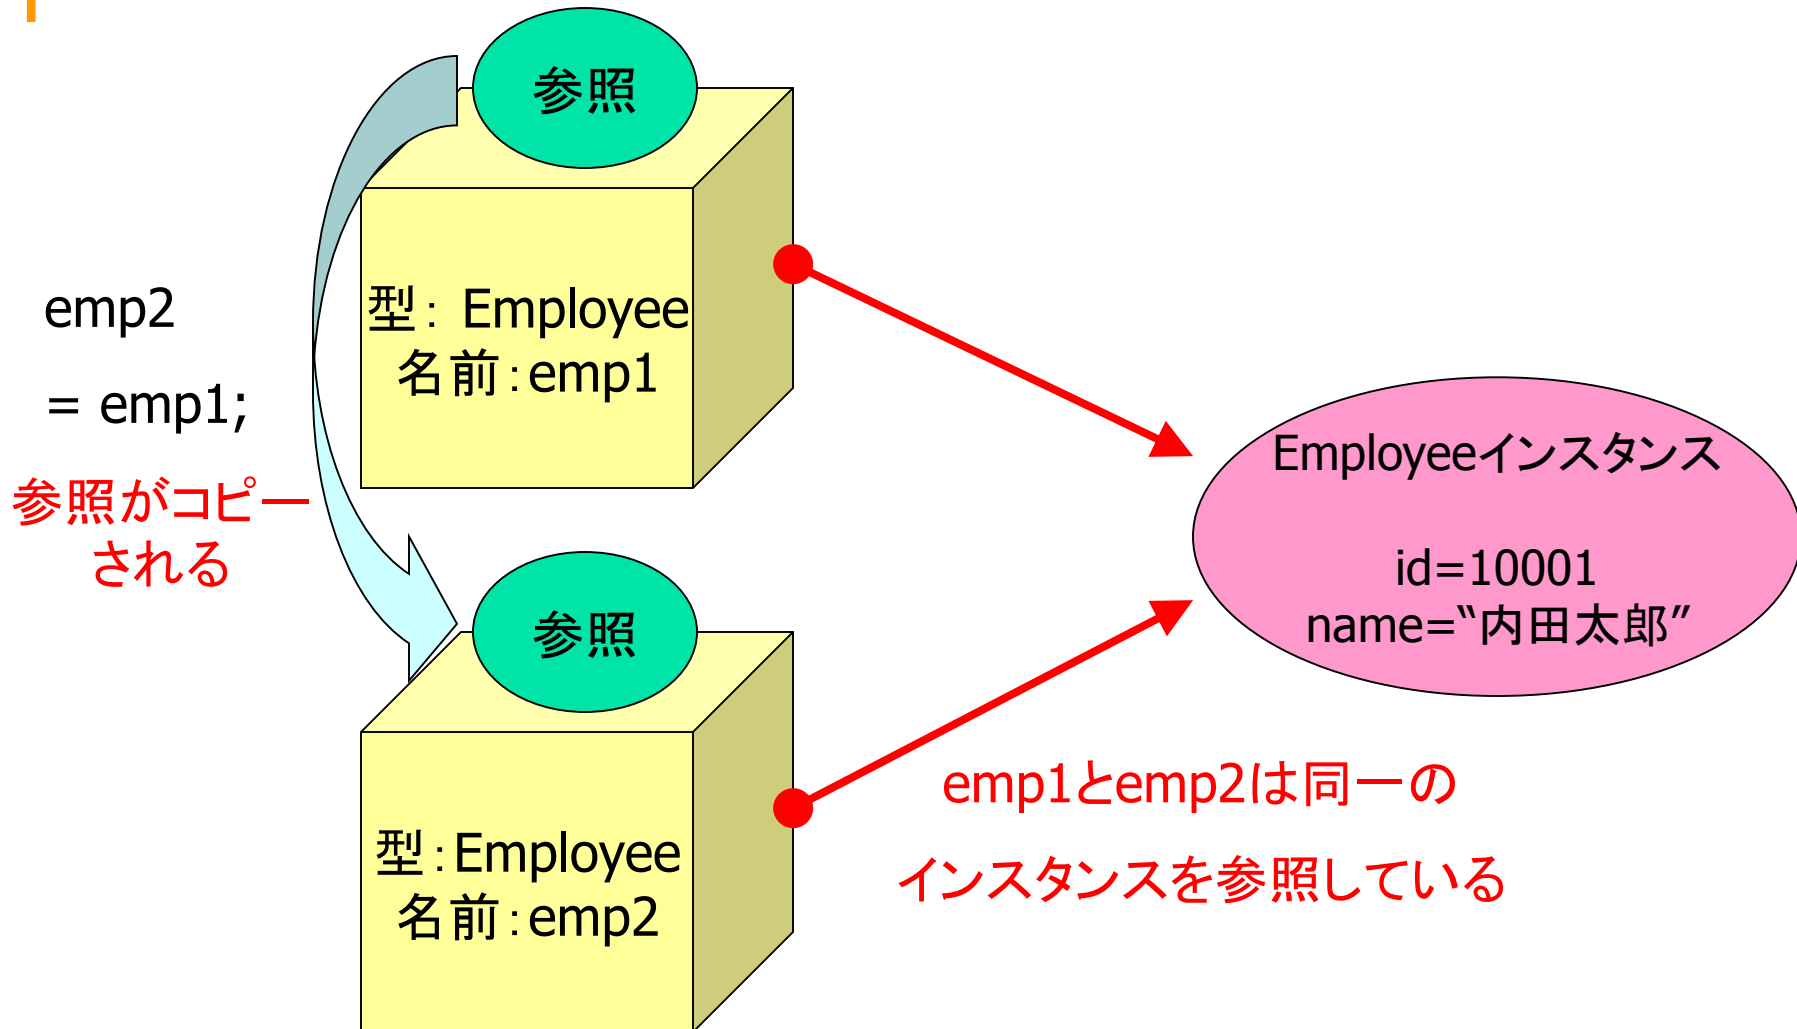 参照
型：Employee
名前：emp1
emp2
= emp1;
参照がコピー
される
Employeeインスタンス
id=10001
name=“内田太郎”
参照
型：Employee
名前：emp2
emp1とemp2は同一の
インスタンスを参照している